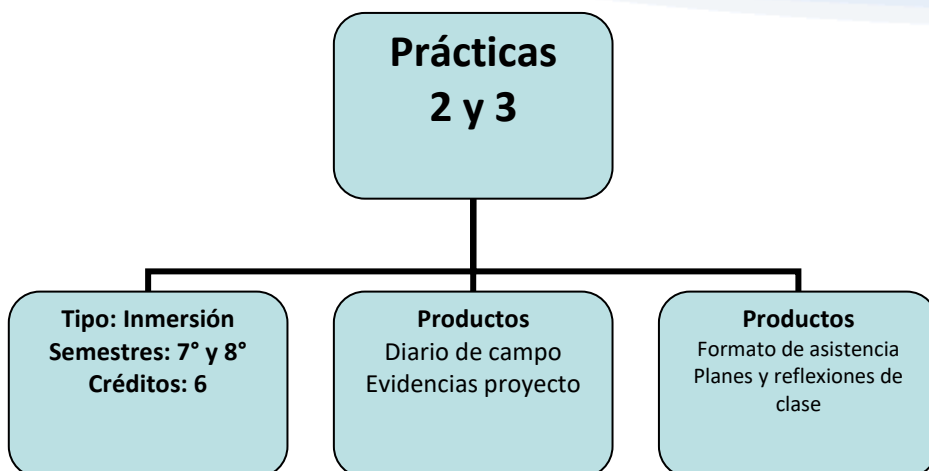 Prácticas
2 y 3
Tipo: Inmersión
Semestres: 7° y 8°
Créditos: 6
Productos
Diario de campo
Evidencias proyecto
Productos
Formato de asistencia
Planes y reflexiones de
clase